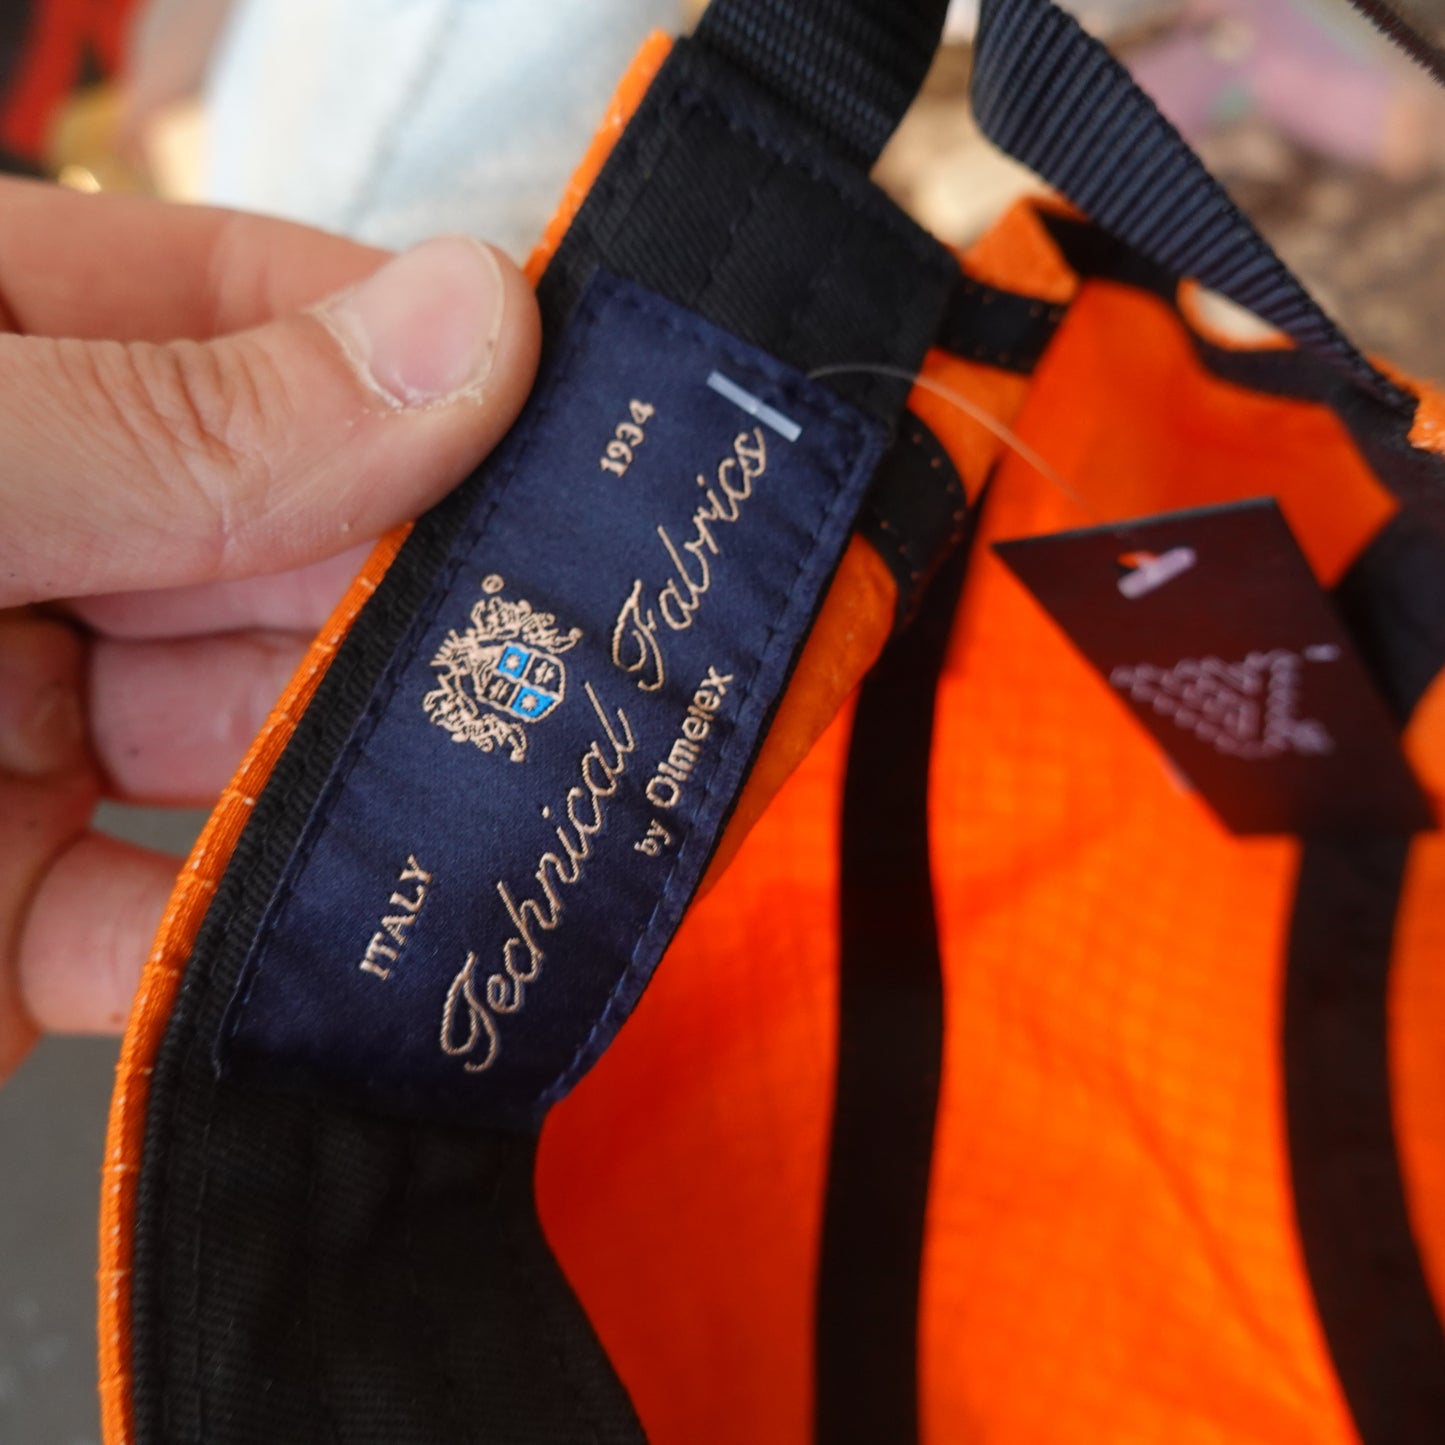 ITALY
®
1934
Technical Fabrics
by Olmetex